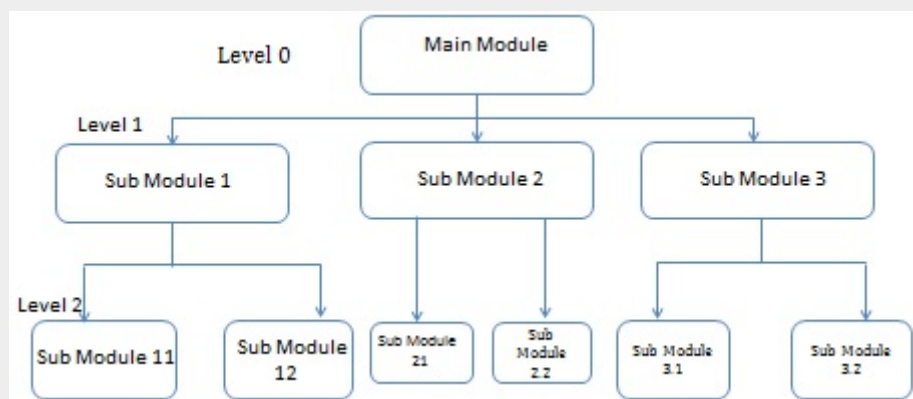 Level 0
Main Module
Level 1
Sub Module 1
Sub Module 2
Sub Module 3
Level 2
Sub Module 11
Sub Module
12
Sub Module
21
Sub
Module
2.2
Sub Module
3.1
Sub Module
3.2